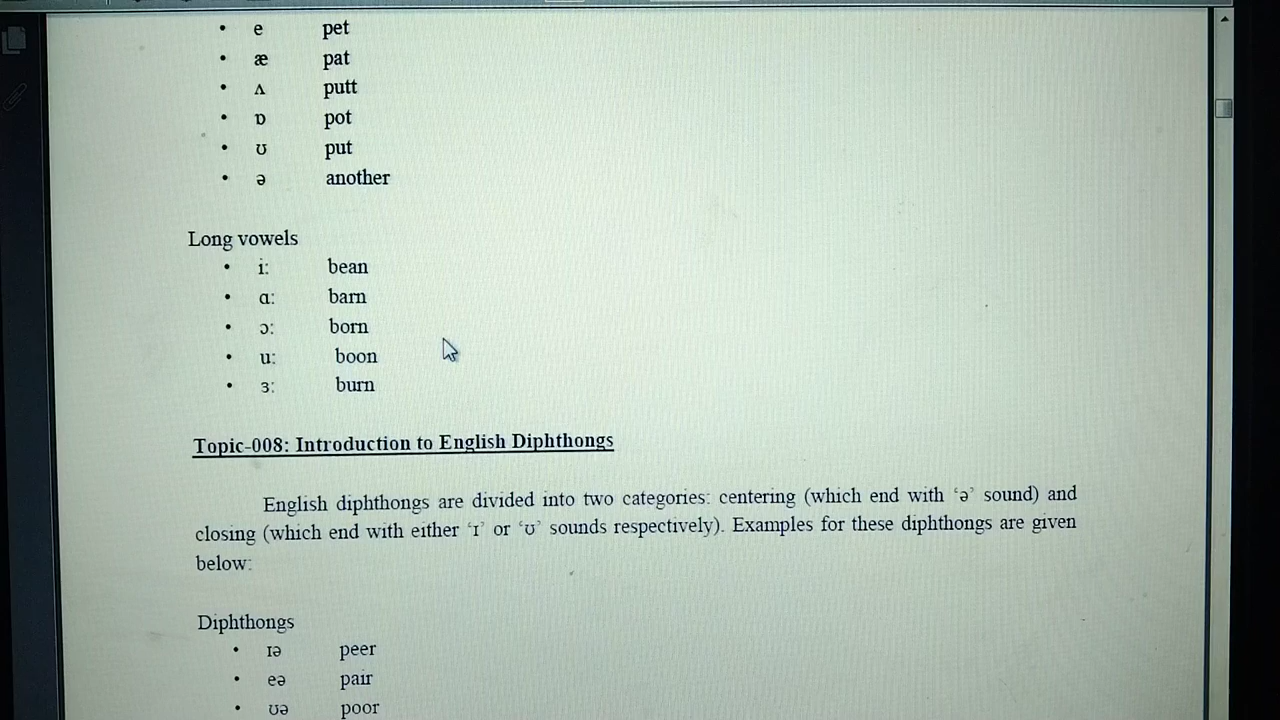 • e pet
• æ pat
• ʌ putt
• ɒ pot
• ʊ put
• ə another
Long vowels
• i: bean
• ɑ: barn
• ɔ: born
• u: boon
• ɜ: burn
Topic-008: Introduction to English Diphthongs
English diphthongs are divided into two categories: centering (which end with ‘ə’ sound) and
closing (which end with either ‘ɪ’ or ‘ʊ’ sounds respectively). Examples for these diphthongs are given
below:
Diphthongs
• ɪə peer
• eə pair
• ʊə poor